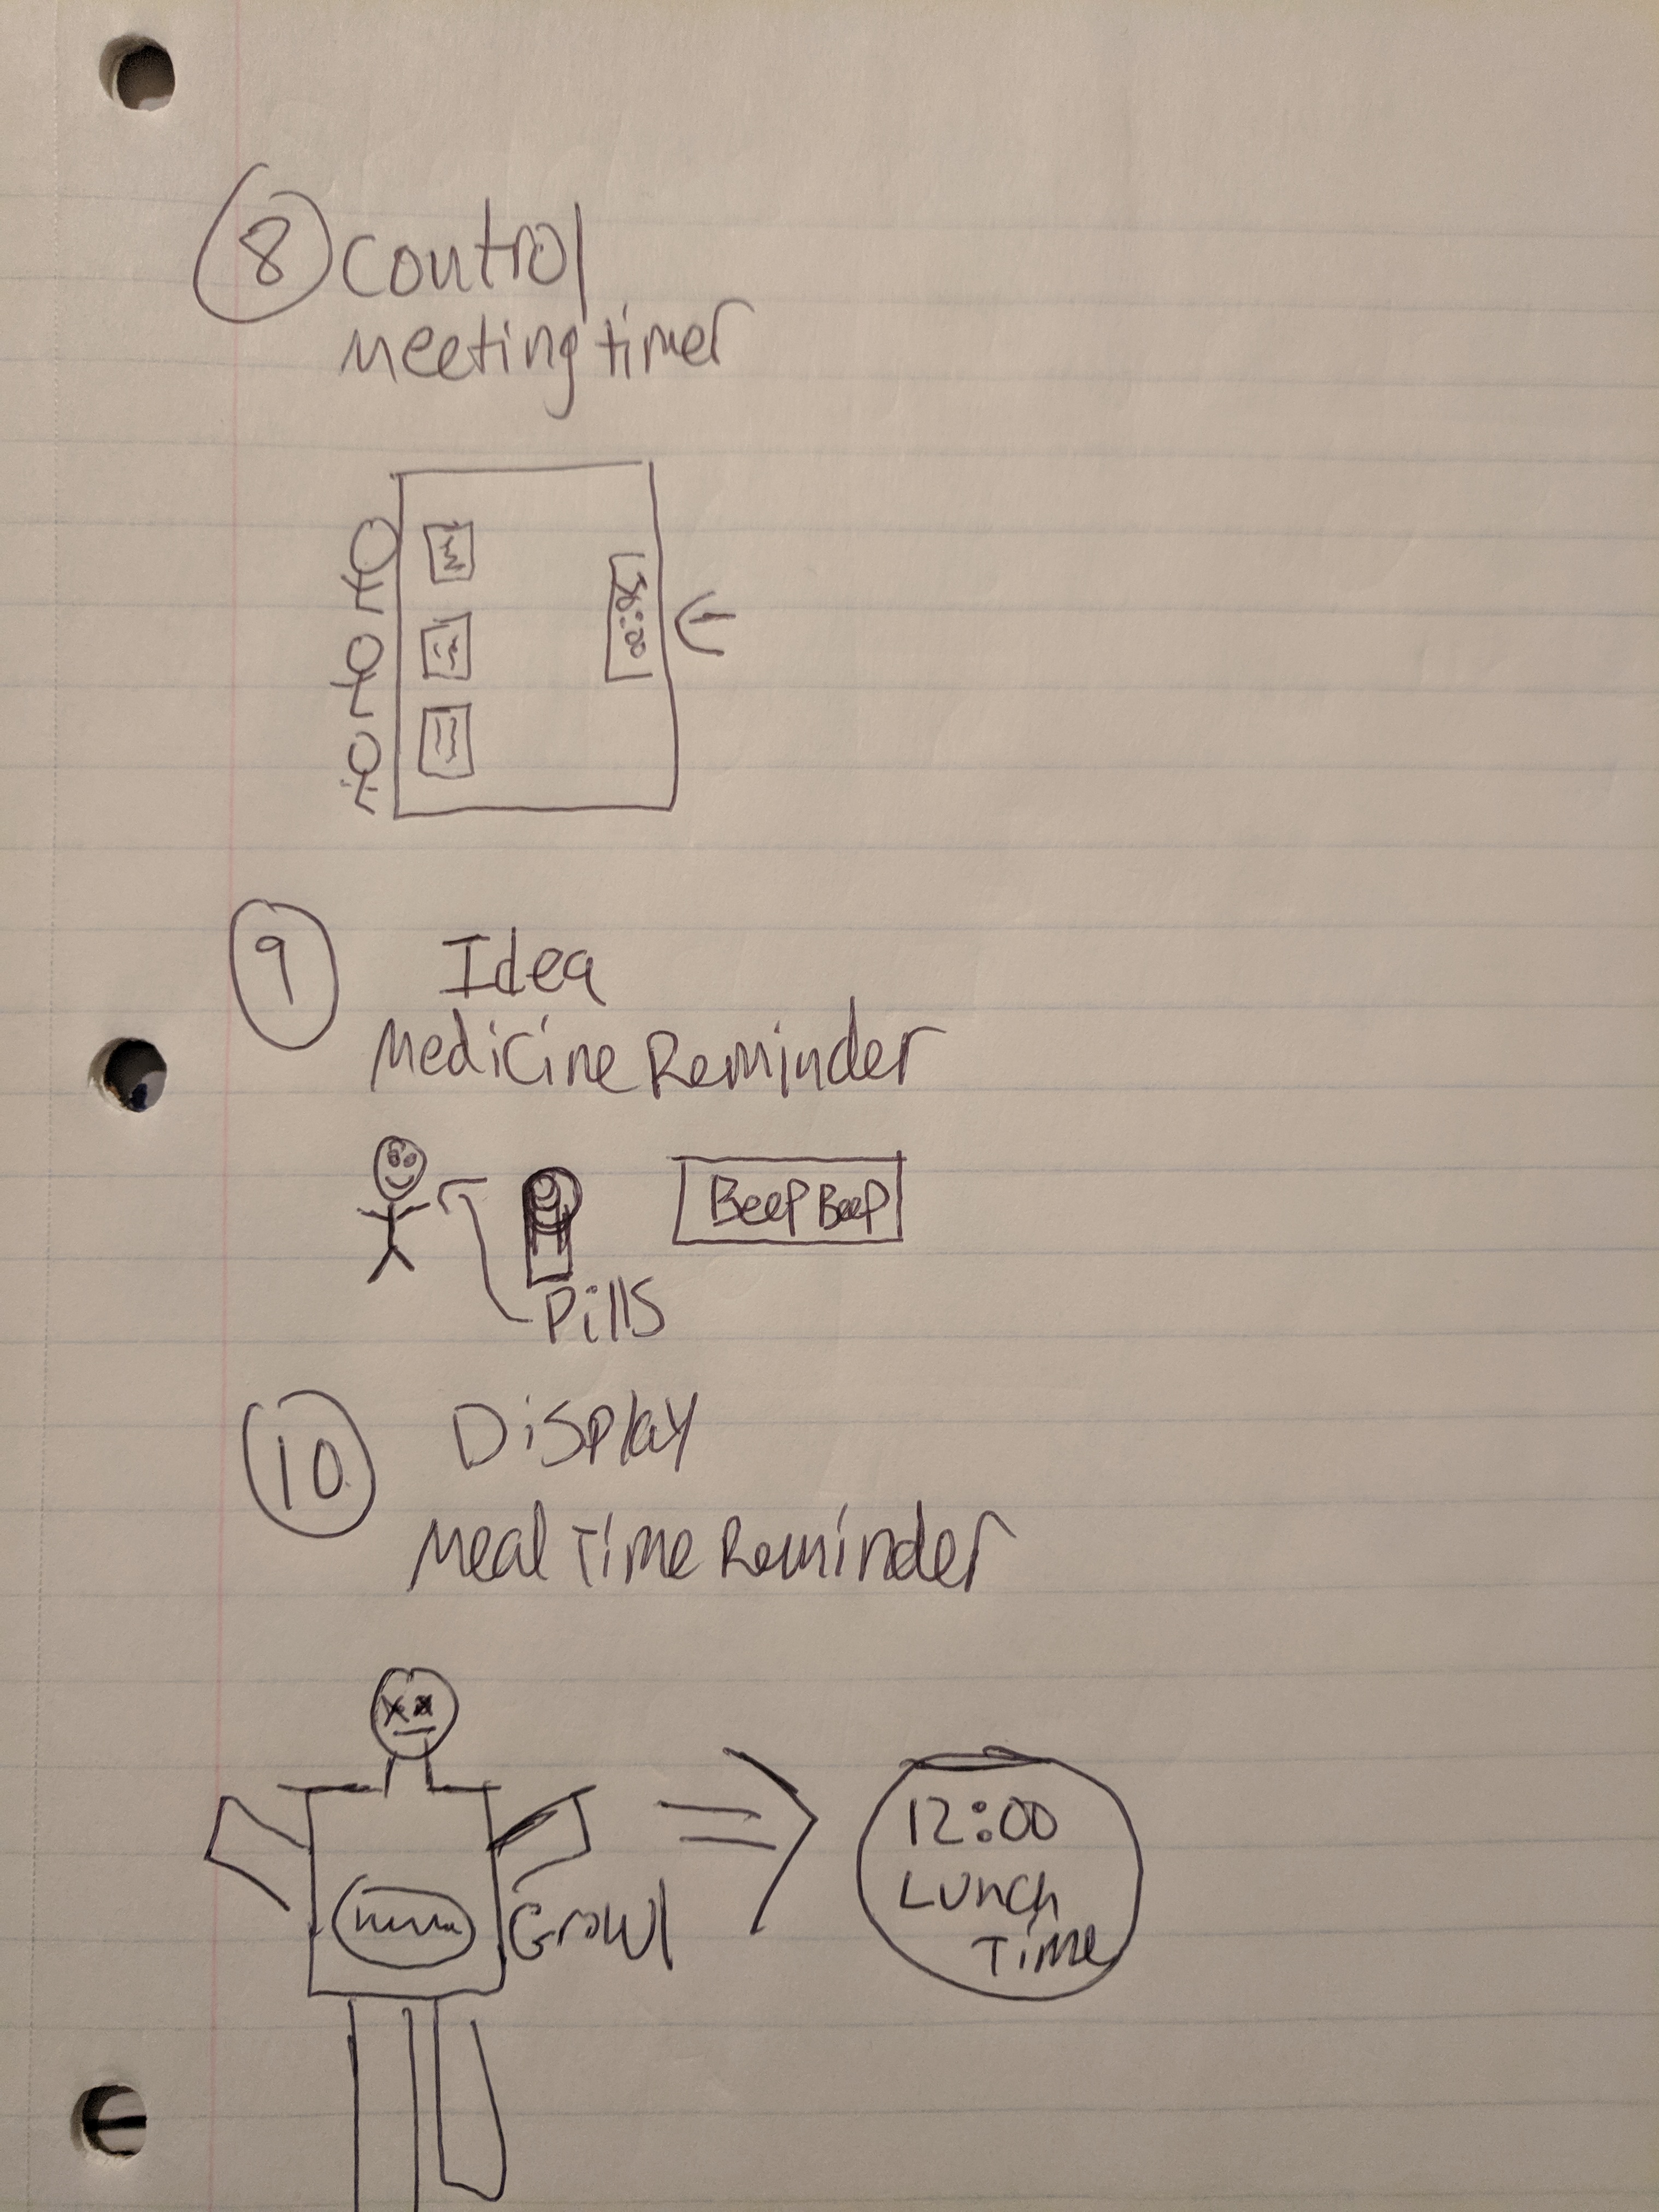 8 Control
Meeting timer
30:00
9 Idea
Medicine Reminder
Beep Beep
Pills
10 Display
Meal Time Reminder
Growl
12:00
Lunch
Time